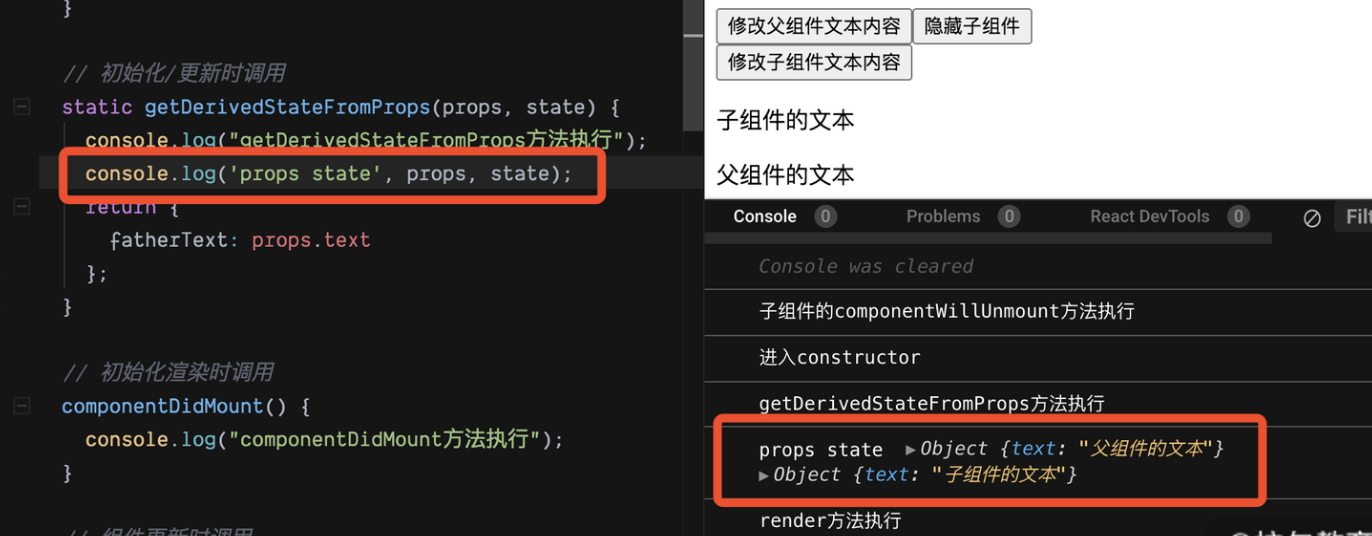 }
// 初始化/更新时调用
static getDerivedStateFromProps(props, state) {
console.log("getDerivedStateFromProps方法执行");
console.log('props state', props, state);
return {
fatherText: props.text
};
}
// 初始化渲染时调用
componentDidMount() {
console.log("componentDidMount方法执行");
}
// 组件更新时调用
修改父组件文本内容 隐藏子组件
修改子组件文本内容
子组件的文本
父组件的文本
Console 0 Problems 0 React DevTools 0 Filt
Console was cleared
子组件的componentWillUnmount方法执行
进入constructor
getDerivedStateFromProps方法执行
props state ▶Object {text: "父组件的文本"}
▶Object {text: "子组件的文本"}
render方法执行